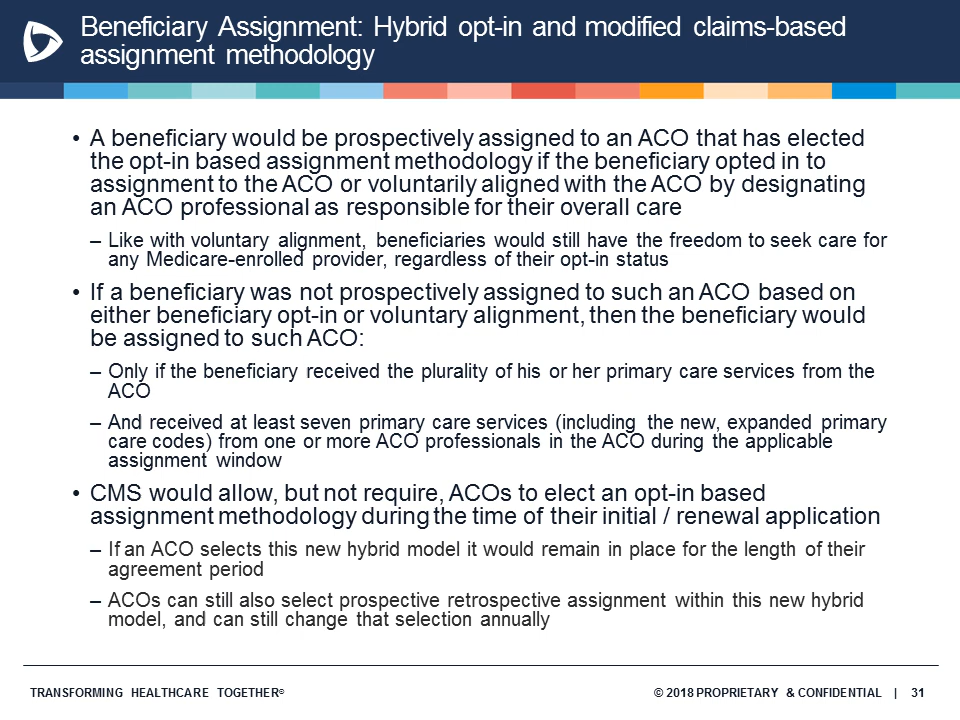 Beneficiary Assignment: Hybrid opt-in and modified claims-based
assignment methodology
• A beneficiary would be prospectively assigned to an ACO that has elected
the opt-in based assignment methodology if the beneficiary opted in to
assignment to the ACO or voluntarily aligned with the ACO by designating
an ACO professional as responsible for their overall care
– Like with voluntary alignment, beneficiaries would still have the freedom to seek care for
any Medicare-enrolled provider, regardless of their opt-in status
• If a beneficiary was not prospectively assigned to such an ACO based on
either beneficiary opt-in or voluntary alignment, then the beneficiary would
be assigned to such ACO:
– Only if the beneficiary received the plurality of his or her primary care services from the
ACO
– And received at least seven primary care services (including the new, expanded primary
care codes) from one or more ACO professionals in the ACO during the applicable
assignment window
• CMS would allow, but not require, ACOs to elect an opt-in based
assignment methodology during the time of their initial / renewal application
– If an ACO selects this new hybrid model it would remain in place for the length of their
agreement period
– ACOs can still also select prospective retrospective assignment within this new hybrid
model, and can still change that selection annually
TRANSFORMING HEALTHCARE TOGETHER®
© 2018 PROPRIETARY & CONFIDENTIAL | 31